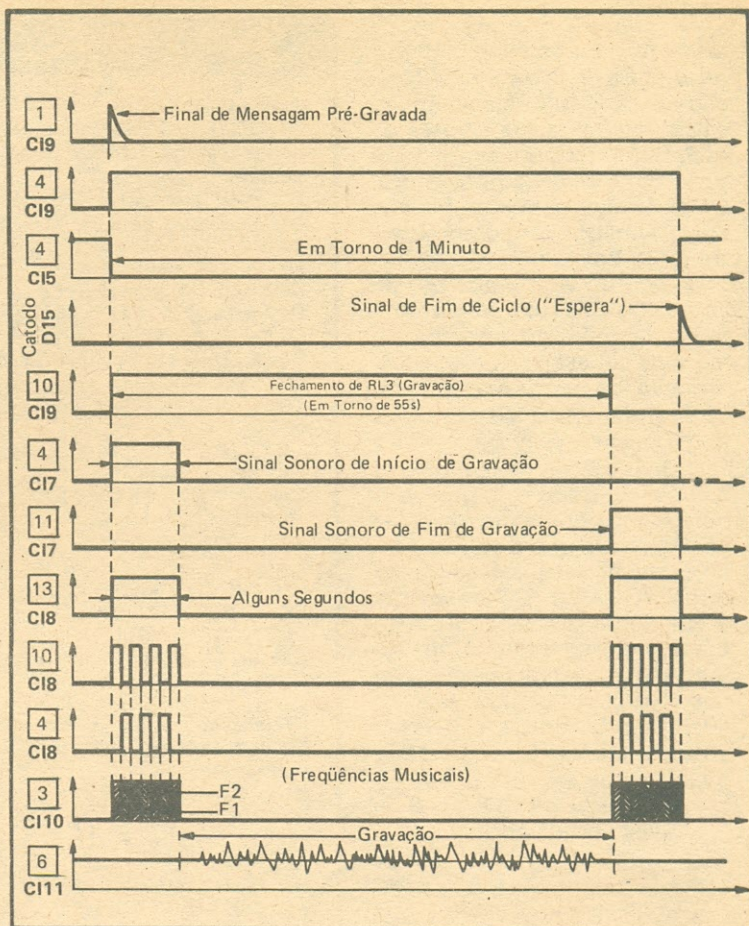 1
CI9
Final de Mensagam Pré-Gravada
4
CI9
4
CI5
Em Torno de 1 Minuto
Catodo
D15
Sinal de Fim de Ciclo ("Espera")
10
CI9
Fechamento de RL3 (Gravação)
(Em Torno de 55s)
4
CI7
Sinal Sonoro de Início de Gravação
11
CI7
Sinal Sonoro de Fim de Gravação
13
CI8
Alguns Segundos
10
CI8
4
CI8
(Freqüências Musicais)
3
CI10
F2
F1
Gravação
6
CI11